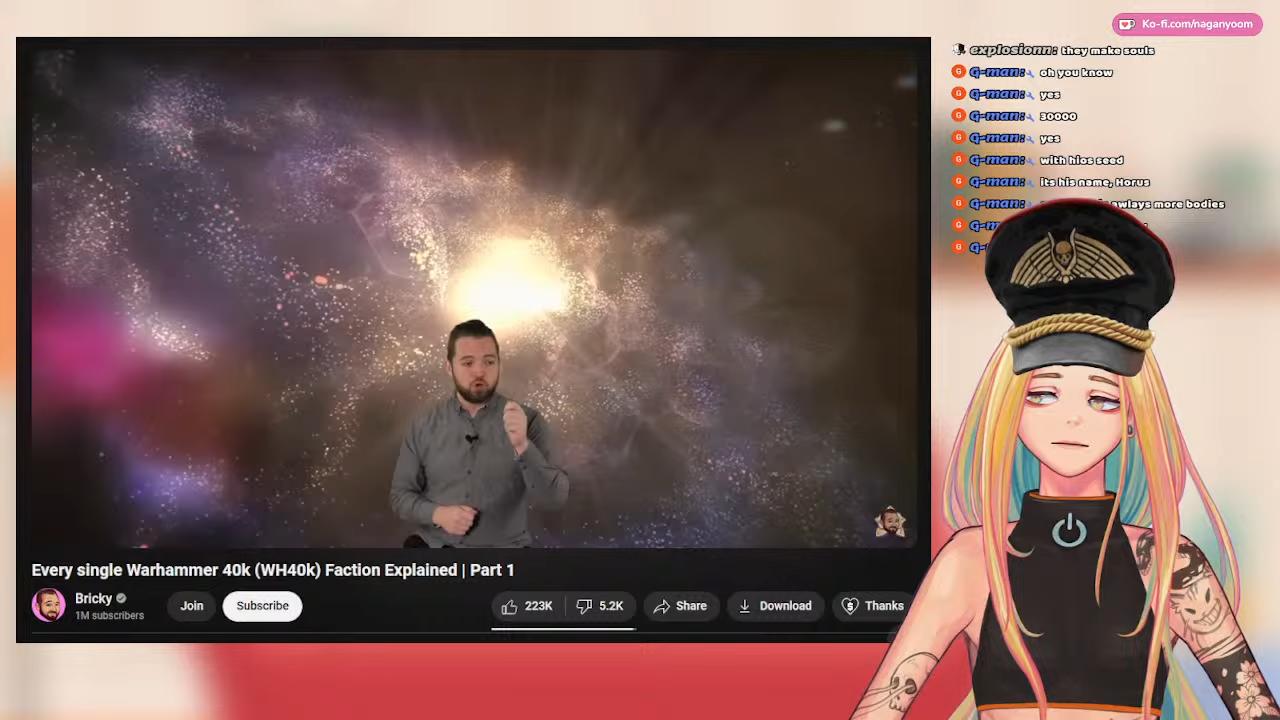 Ko-fi.com/naganyoom
explosionn: they make souls
G-man: oh you know
G-man: yes
G-man: 30000
G-man: yes
G-man: with hios seed
G-man: its his name, Horus
G-man: awlays more bodies
Every single Warhammer 40k (WH40k) Faction Explained | Part 1
Bricky
1M subscribers
Join
Subscribe
223K
5.2K
Share
Download
Thanks